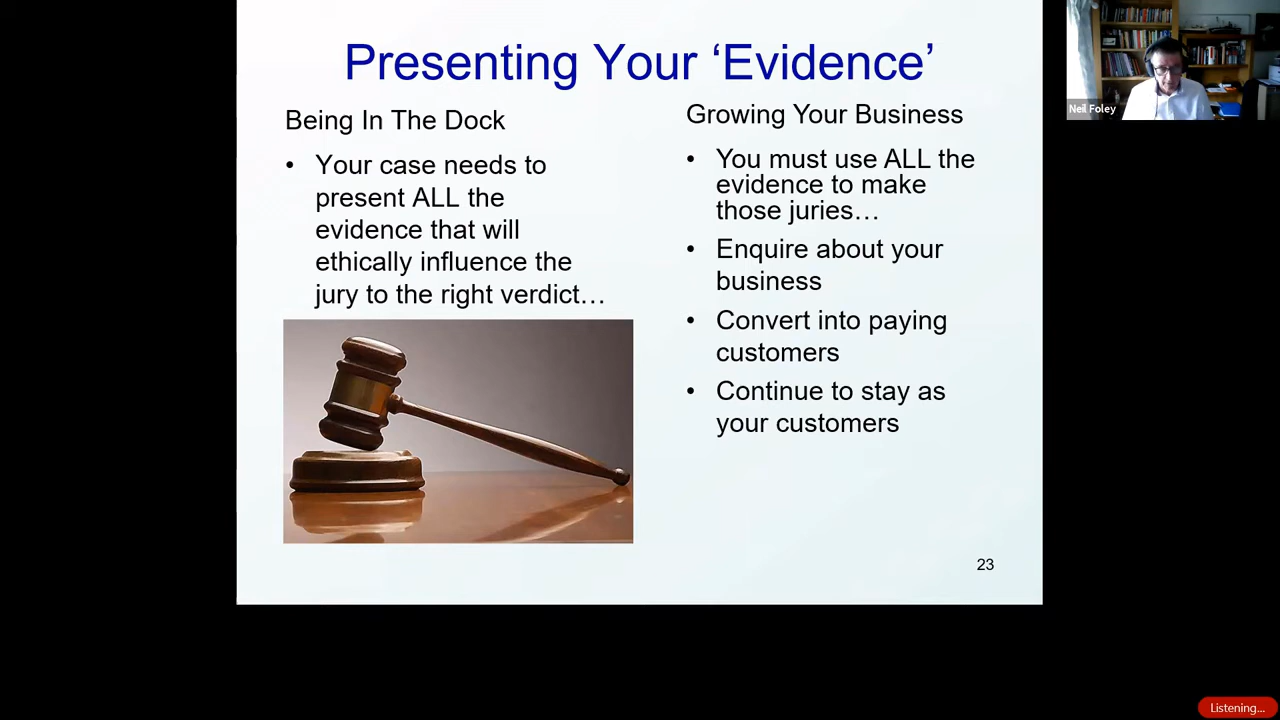 Presenting Your ‘Evidence’
Being In The Dock
• Your case needs to
present ALL the
evidence that will
ethically influence the
jury to the right verdict…
Growing Your Business
• You must use ALL the
evidence to make
those juries…
• Enquire about your
business
• Convert into paying
customers
• Continue to stay as
your customers
23
Neil Foley
Listening...